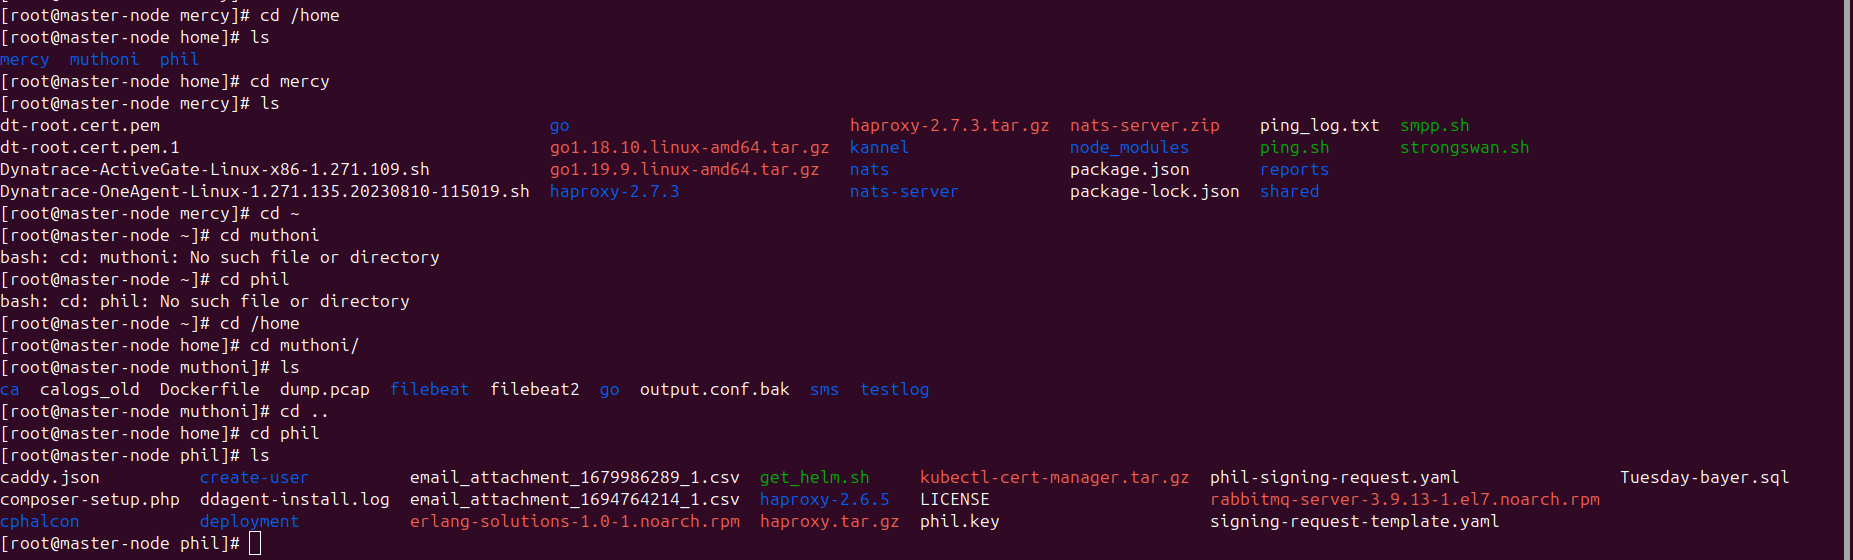 [root@master-node mercy]# cd /home
[root@master-node home]# ls
mercy  muthoni  phil
[root@master-node home]# cd mercy
[root@master-node mercy]# ls
dt-root.cert.pem                                       go                            haproxy-2.7.3.tar.gz  nats-server.zip    ping_log.txt  smpp.sh
dt-root.cert.pem.1                                     go1.18.10.linux-amd64.tar.gz  kannel                node_modules       ping.sh       strongswan.sh
Dynatrace-ActiveGate-Linux-x86-1.271.109.sh            go1.19.9.linux-amd64.tar.gz   nats                  package.json       reports
Dynatrace-OneAgent-Linux-1.271.135.20230810-115019.sh  haproxy-2.7.3                 nats-server           package-lock.json  shared
[root@master-node mercy]# cd ~
[root@master-node ~]# cd muthoni
bash: cd: muthoni: No such file or directory
[root@master-node ~]# cd phil
bash: cd: phil: No such file or directory
[root@master-node ~]# cd /home
[root@master-node home]# cd muthoni/
[root@master-node muthoni]# ls
ca  calogs_old  Dockerfile  dump.pcap  filebeat  filebeat2  go  output.conf.bak  sms  testlog
[root@master-node muthoni]# cd ..
[root@master-node home]# cd phil
[root@master-node phil]# ls
caddy.json          create-user          email_attachment_1679986289_1.csv  get_helm.sh     kubectl-cert-manager.tar.gz  phil-signing-request.yaml                Tuesday-bayer.sql
composer-setup.php  ddagent-install.log  email_attachment_1694764214_1.csv  haproxy-2.6.5   LICENSE                      rabbitmq-server-3.9.13-1.el7.noarch.rpm
cphalcon            deployment           erlang-solutions-1.0-1.noarch.rpm  haproxy.tar.gz  phil.key                     signing-request-template.yaml
[root@master-node phil]#